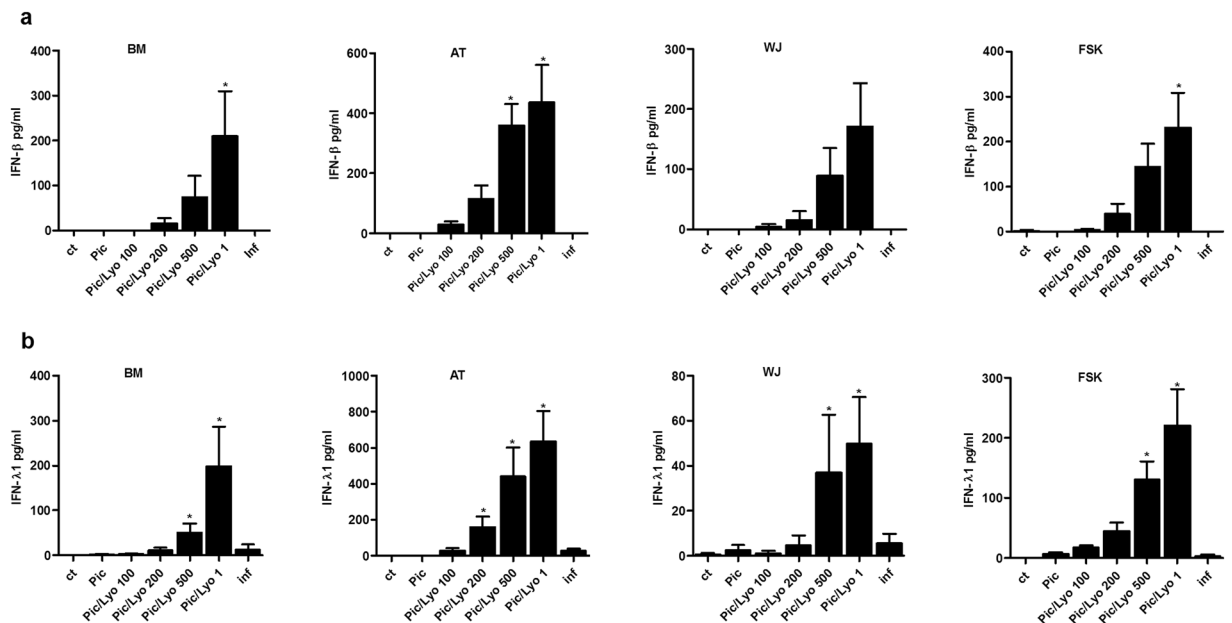 a
BM
IFN-β pg/ml
400
300
200
100
0
ct
Pic
Pic/Lyo 100
Pic/Lyo 200
Pic/Lyo 500
Pic/Lyo 1
Inf
*
AT
IFN-β pg/ml
600
400
200
0
ct
Pic
Pic/Lyo 100
Pic/Lyo 200
Pic/Lyo 500
Pic/Lyo 1
inf
*
*
WJ
IFN-β pg/ml
300
200
100
0
ct
Pic
Pic/Lyo 100
Pic/Lyo 200
Pic/Lyo 500
Pic/Lyo 1
inf
FSK
IFN-β pg/ml
400
300
200
100
0
ct
Pic
Pic/Lyo 100
Pic/Lyo 200
Pic/Lyo 500
Pic/Lyo 1
inf
*
b
BM
IFN-λ1 pg/ml
400
300
200
100
0
ct
Pic
Pic/Lyo 100
Pic/Lyo 200
Pic/Lyo 500
Pic/Lyo 1
inf
*
*
AT
IFN-λ1 pg/ml
1000
800
600
400
200
0
ct
Pic
Pic/Lyo 100
Pic/Lyo 200
Pic/Lyo 500
Pic/Lyo 1
inf
*
*
*
WJ
IFN-λ1 pg/ml
80
60
40
20
0
ct
Pic
Pic/Lyo 100
Pic/Lyo 200
Pic/Lyo 500
Pic/Lyo 1
inf
*
*
FSK
IFN-λ1 pg/ml
300
200
100
0
ct
Pic
Pic/Lyo 100
Pic/Lyo 200
Pic/Lyo 500
Pic/Lyo 1
inf
*
*